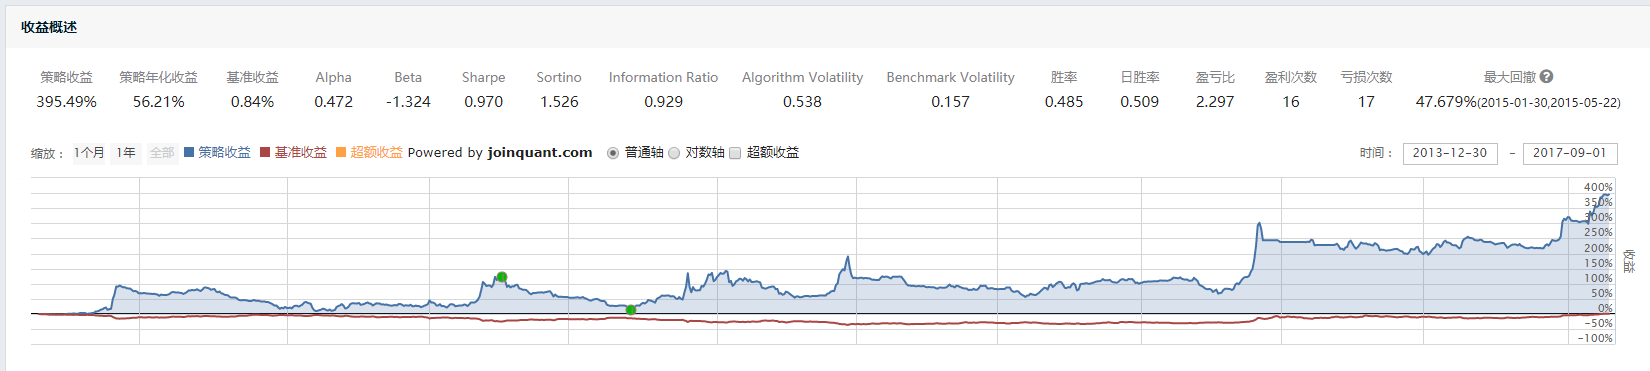 收益概述
策略收益 策略年化收益 基准收益 Alpha Beta Sharpe Sortino Information Ratio Algorithm Volatility Benchmark Volatility 胜率 日胜率 盈亏比 盈利次数 亏损次数 最大回撤 ?
395.49% 56.21% 0.84% 0.472 -1.324 0.970 1.526 0.929 0.538 0.157 0.485 0.509 2.297 16 17 47.679%(2015-01-30,2015-05-22)
缩放： 1个月 1年 全部 策略收益 基准收益 超额收益 Powered by joinquant.com 普通轴 对数轴 超额收益 时间： 2013-12-30 - 2017-09-01
400%
350%
300%
250%
200%
150%
100%
50%
0%
-50%
-100%
收益